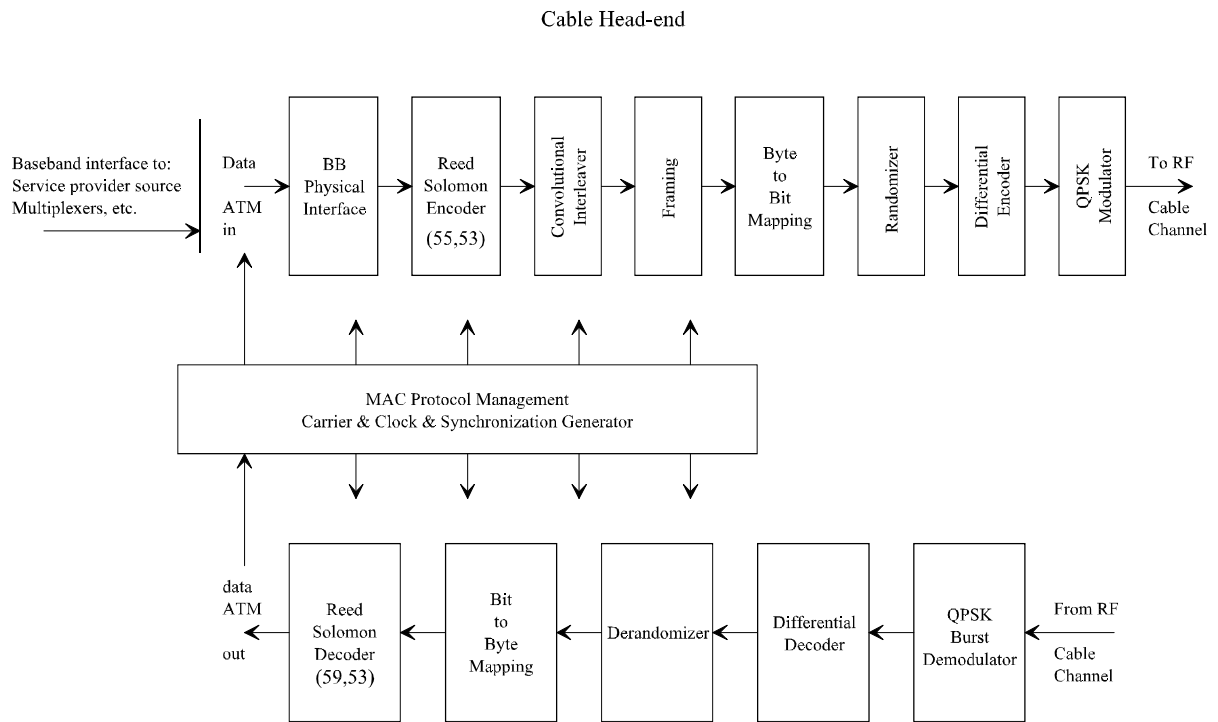 Cable Head-end
Baseband interface to:
Service provider source
Multiplexers, etc.
Data
ATM
in
BB
Physical
Interface
Reed
Solomon
Encoder
(55,53)
Convolutional
Interleaver
Framing
Byte
to
Bit
Mapping
Randomizer
Differential
Encoder
QPSK
Modulator
To RF
Cable
Channel
MAC Protocol Management
Carrier & Clock & Synchronization Generator
data
ATM
out
Reed
Solomon
Decoder
(59,53)
Bit
to
Byte
Mapping
Derandomizer
Differential
Decoder
QPSK
Burst
Demodulator
From RF
Cable
Channel